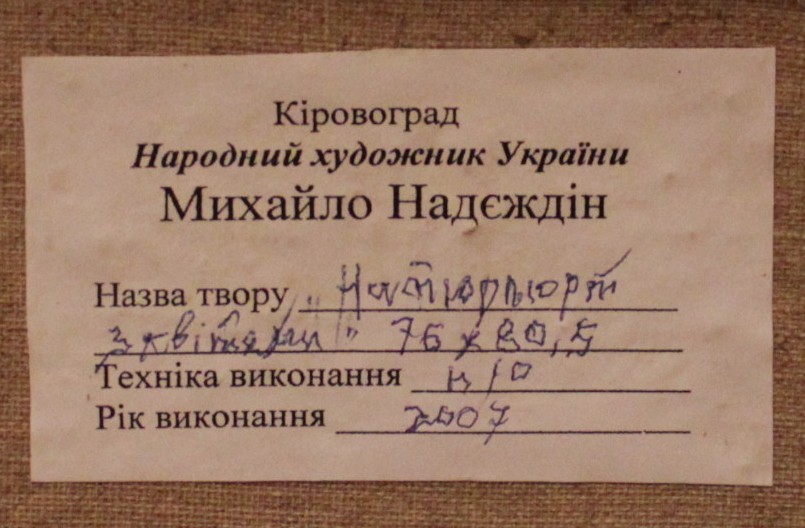 Кіровоград
Народний художник України
Михайло Надєждін
Назва твору „Натюрморт
з квітами" 76 x 80,5
Техніка виконання п/о
Рік виконання 2007